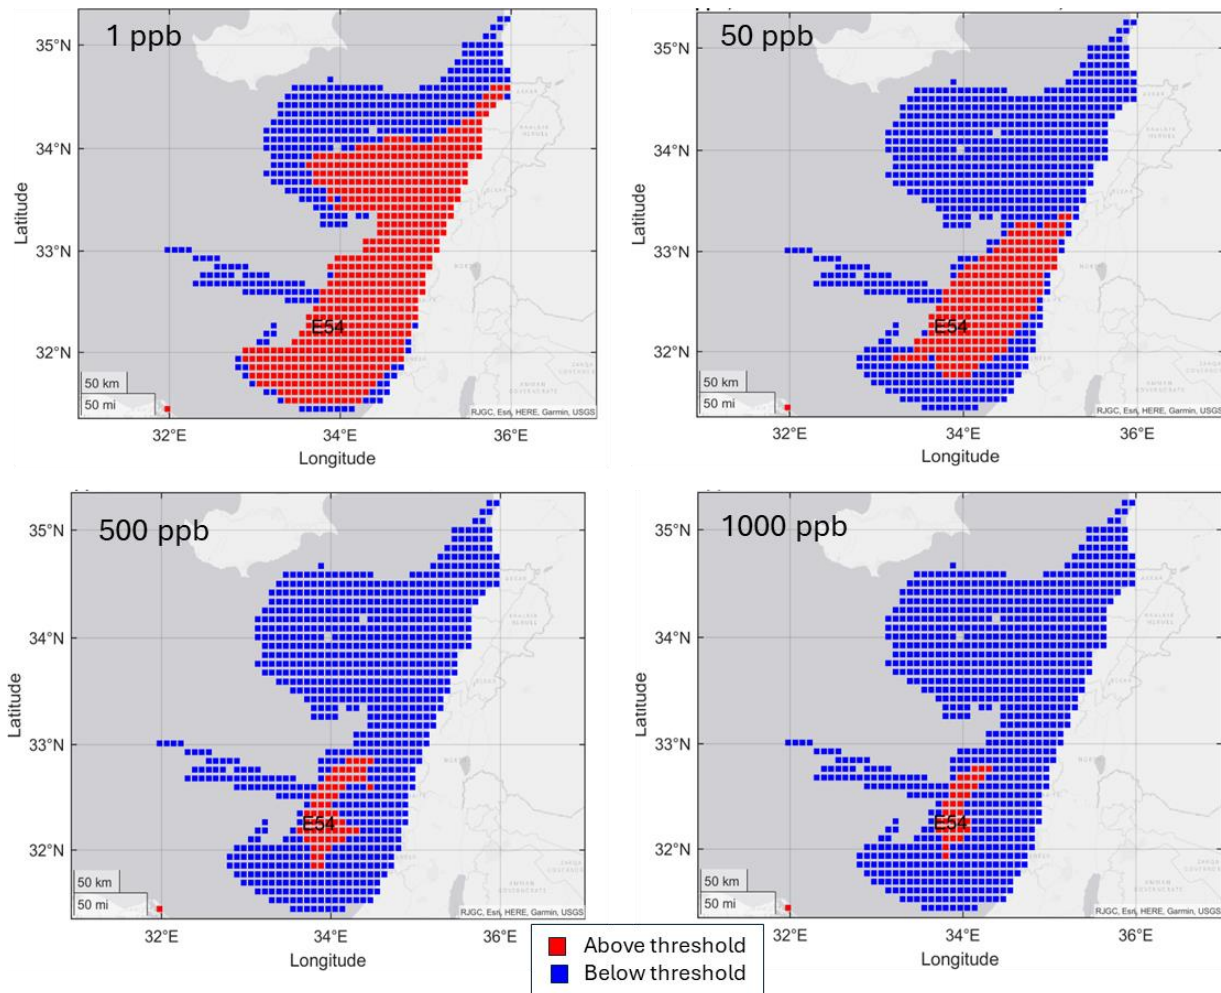 1 ppb
35°N
34°N
33°N
32°N
Latitude
E54
50 km
50 mi
RJGC, Esri, HERE, Garmin, USGS
32°E
34°E
36°E
Longitude
50 ppb
35°N
34°N
33°N
32°N
Latitude
E54
50 km
50 mi
RJGC, Esri, HERE, Garmin, USGS
32°E
34°E
36°E
Longitude
500 ppb
35°N
34°N
33°N
32°N
Latitude
E54
50 km
50 mi
RJGC, Esri, HERE, Garmin, USGS
32°E
34°E
36°E
Longitude
1000 ppb
35°N
34°N
33°N
32°N
Latitude
E54
50 km
50 mi
RJGC, Esri, HERE, Garmin, USGS
32°E
34°E
36°E
Longitude
Above threshold
Below threshold